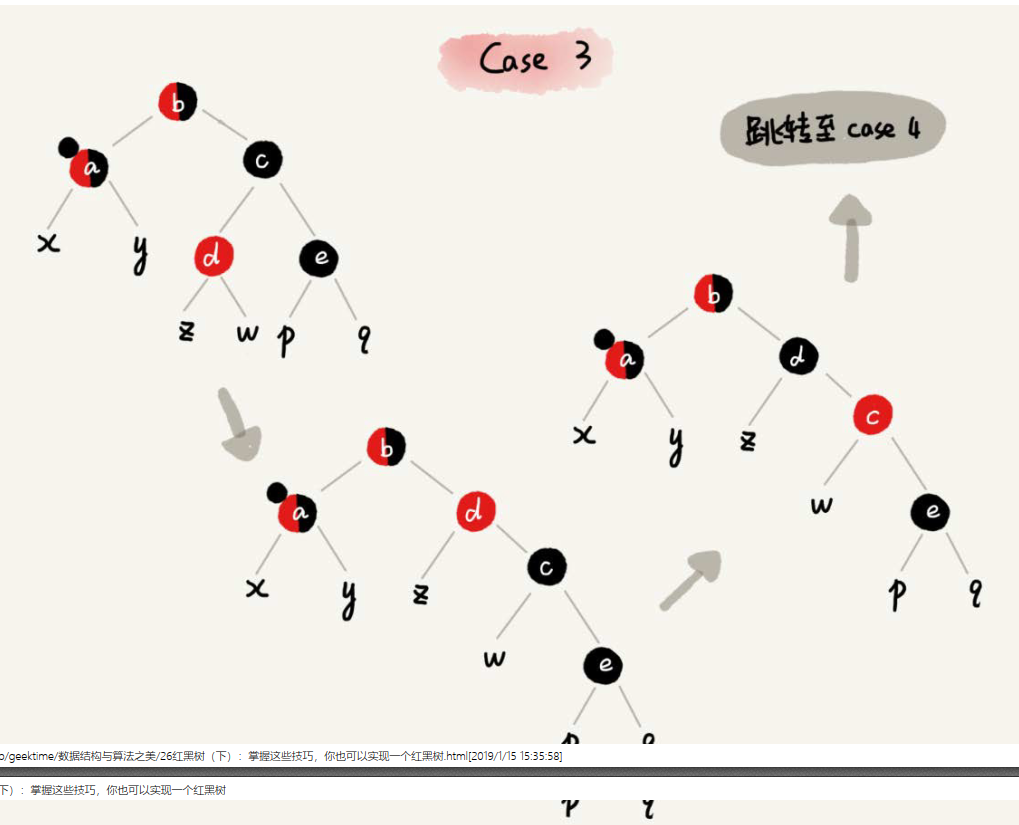 Case 3
跳转至 case 4
b
a
c
x
y
d
e
z
w
p
q
b
a
d
x
y
z
c
w
e
p
q
b
a
d
x
y
z
c
w
e
p
q
o/geektime/数据结构与算法之美/26红黑树（下）：掌握这些技巧，你也可以实现一个红黑树.html[2019/1/15 15:35:58]
下）：掌握这些技巧，你也可以实现一个红黑树
p
q